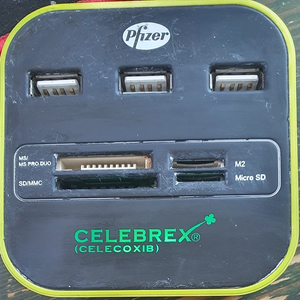 Pfizer
MS/
MS PRO DUO
M2
SD/MMC
Micro SD
CELEBREX®
(CELECOXIB)